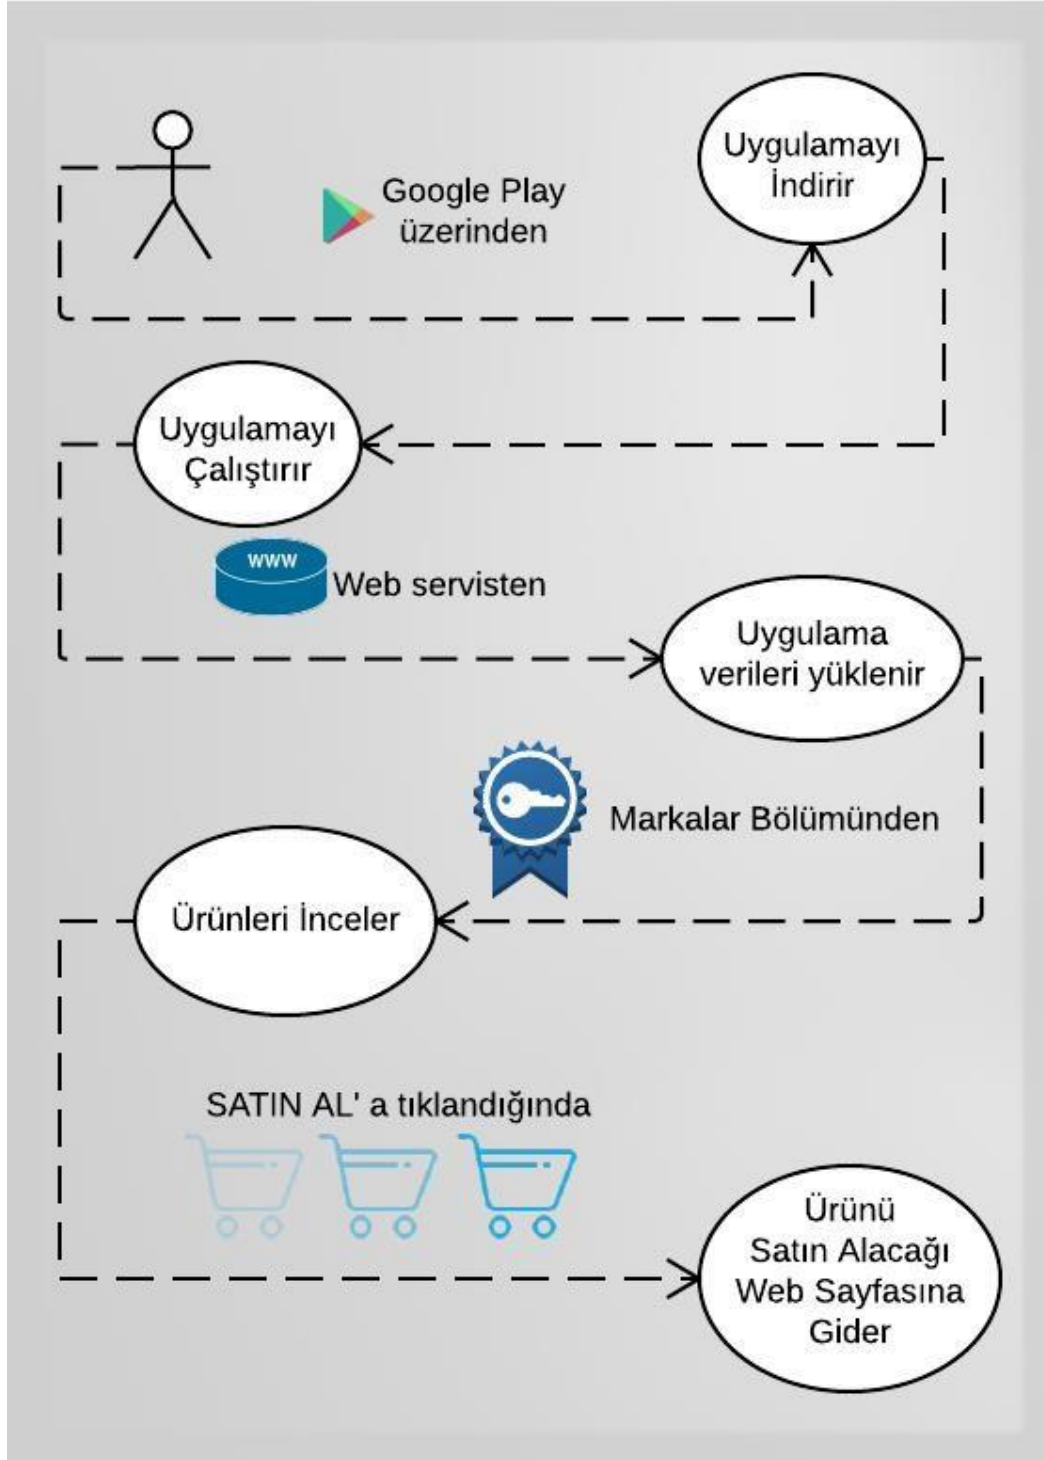 Uygulamayı
İndirir
Google Play
üzerinden
Uygulamayı
Çalıştırır
www
Web servisten
Uygulama
verileri yüklenir
Markalar Bölümünden
Ürünleri İnceler
SATIN AL' a tıklandığında
Ürünü
Satın Alacağı
Web Sayfasına
Gider